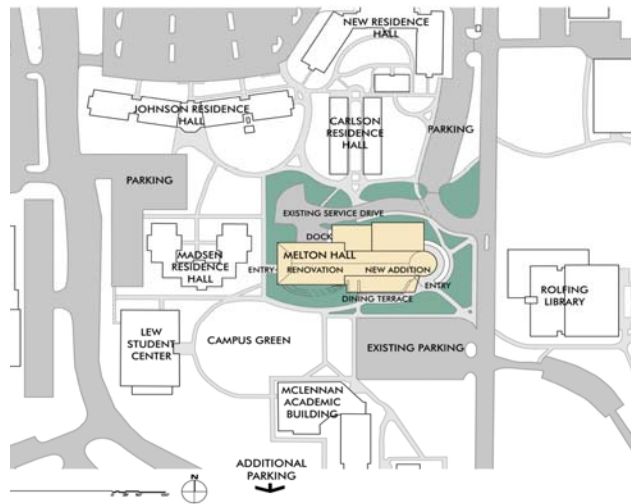 NEW RESIDENCE
HALL
JOHNSON RESIDENCE
HALL
CARLSON
RESIDENCE
HALL
PARKING
PARKING
EXISTING SERVICE DRIVE
DOCK
MADSEN
RESIDENCE
HALL
MELTON HALL
ENTRY
RENOVATION
NEW ADDITION
ENTRY
DINING TERRACE
ROLFING
LIBRARY
LEW
STUDENT
CENTER
CAMPUS GREEN
EXISTING PARKING
MCLENNAN
ACADEMIC
BUILDING
ADDITIONAL
PARKING
N